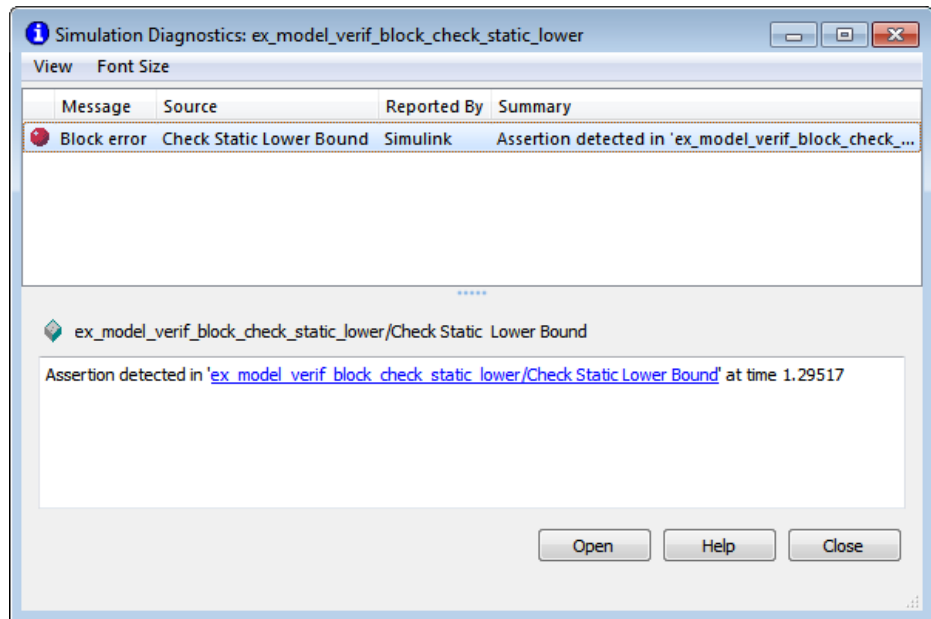 Simulation Diagnostics: ex_model_verif_block_check_static_lower
View Font Size
Message Source Reported By Summary
Block error Check Static Lower Bound Simulink Assertion detected in 'ex_model_verif_block_check_...
ex_model_verif_block_check_static_lower/Check Static Lower Bound
Assertion detected in 'ex_model_verif_block_check_static_lower/Check Static Lower Bound' at time 1.29517
Open Help Close